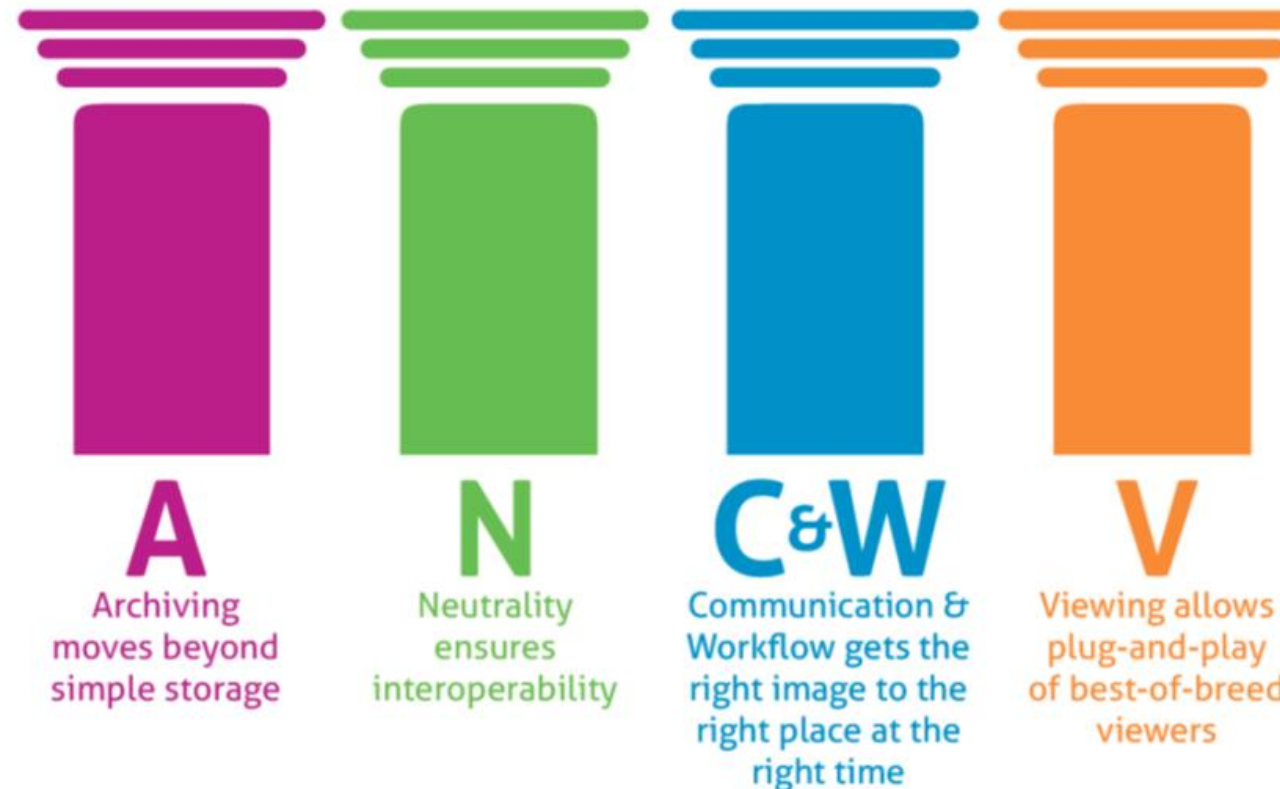 A
Archiving
moves beyond
simple storage
N
Neutrality
ensures
interoperability
C&W
Communication &
Workflow gets the
right image to the
right place at the
right time
V
Viewing allows
plug-and-play
of best-of-breed
viewers